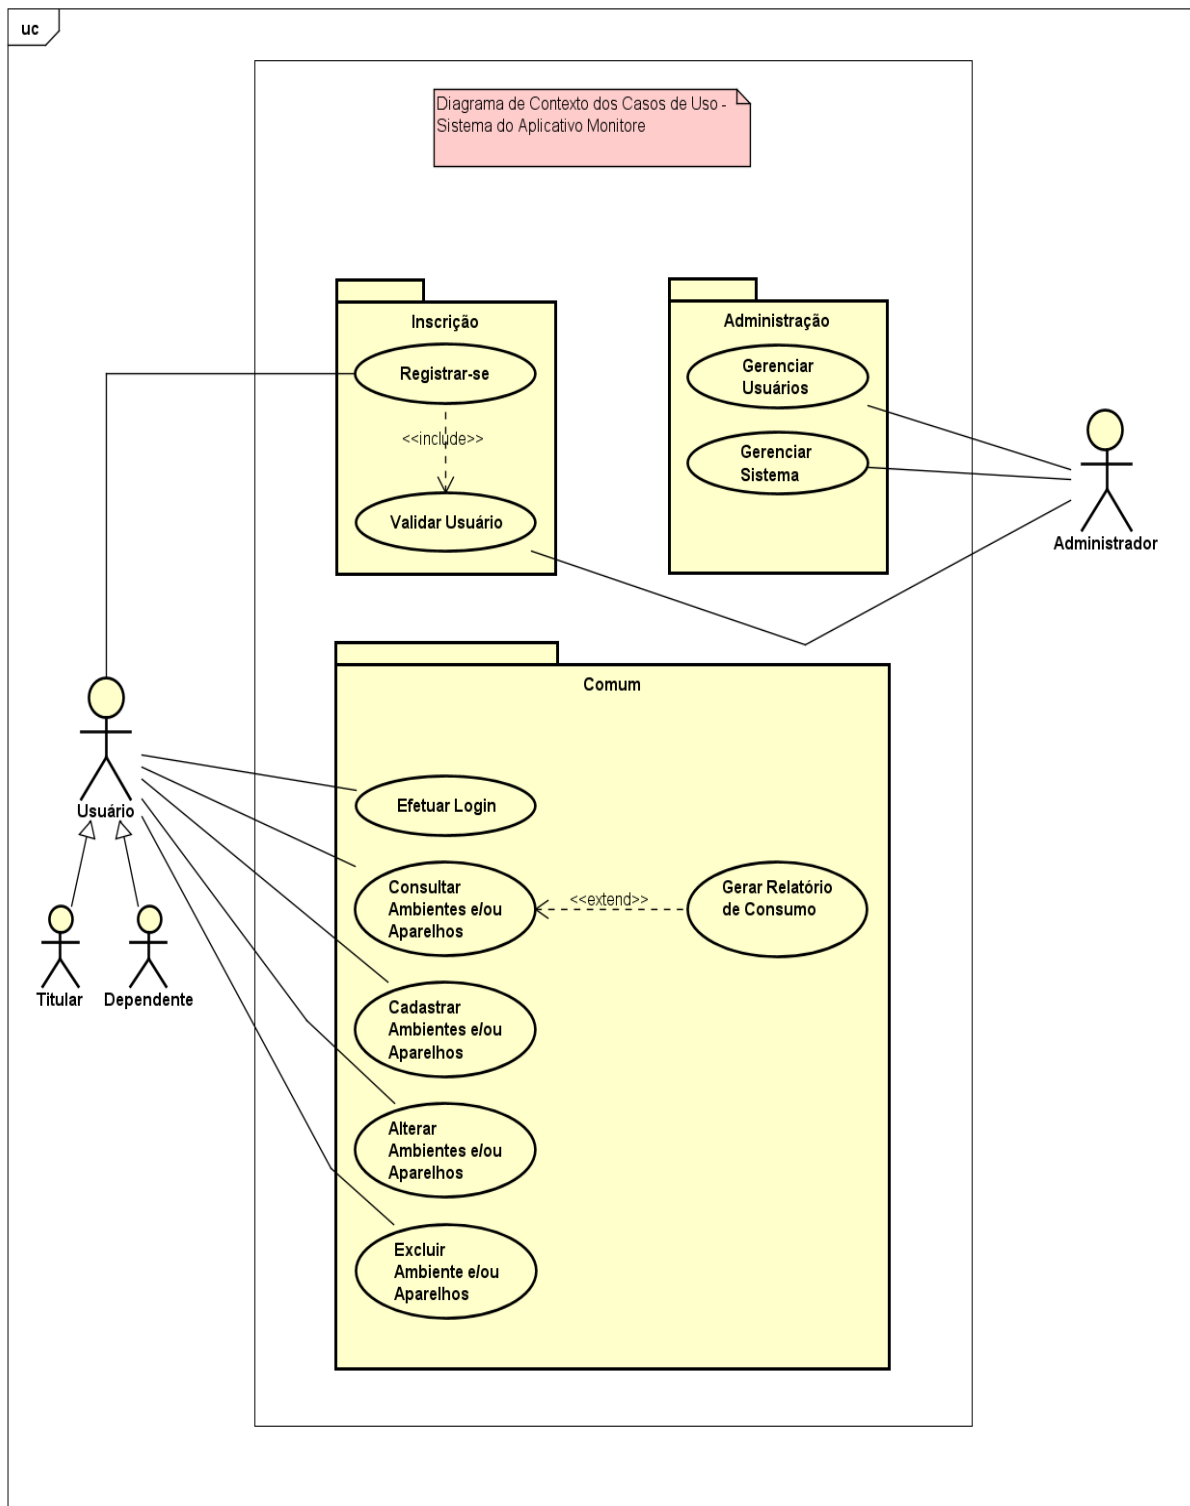 uc
Diagrama de Contexto dos Casos de Uso -
Sistema do Aplicativo Monitore
Inscrição
Registrar-se
<<include>>
Validar Usuário
Administração
Gerenciar
Usuários
Gerenciar
Sistema
Administrador
Comum
Usuário
Titular
Dependente
Efetuar Login
Consultar
Ambientes e/ou
Aparelhos
<<extend>>
Gerar Relatório
de Consumo
Cadastrar
Ambientes e/ou
Aparelhos
Alterar
Ambientes e/ou
Aparelhos
Excluir
Ambiente e/ou
Aparelhos